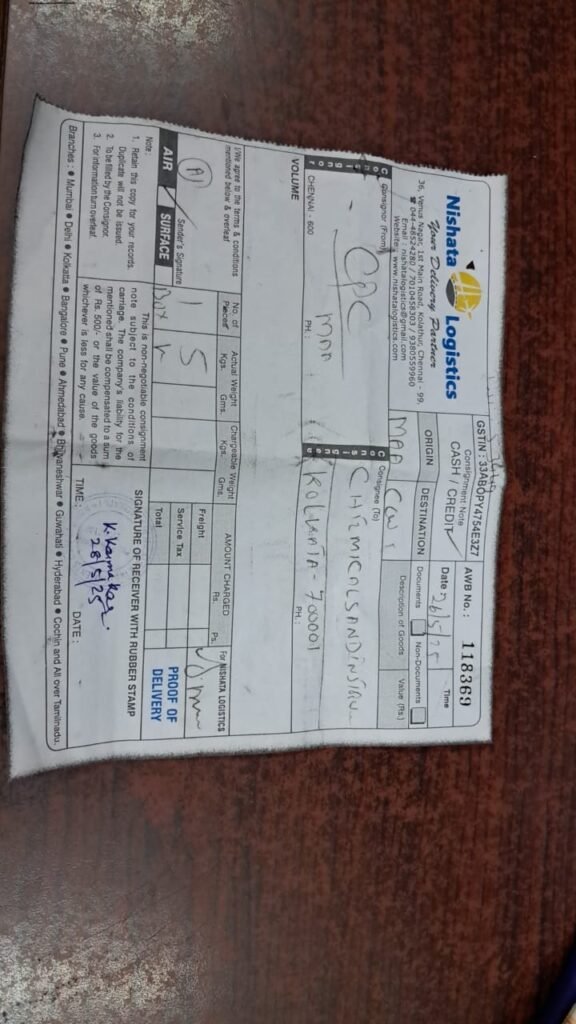 Nishata Logistics
Your Delivery Partner
36, Venus Nagar, 1st Main Road, Kolathur, Chennai - 99.
☎ 044-48524280 / 7010458303 / 9380559960
Email : nishatalogistics@gmail.com
Website : www.nishatalogistics.com
GSTIN : 33ABOPY4754E3Z7
Consignment Note
CASH / CREDIT
AWB No. : 118369
Date 26/5/25
Time
ORIGIN
DESTINATION
Documents
Non-Documents
MAA
CCU
Description of Goods
Value (Rs.)
Consignor (From)
CPC
MAA
CHENNAI - 600
PH. :
Consignee (To)
KOLKATA - 700001
PH. :
VOLUME
I/We agree to the terms & conditions
mentioned below & overleaf.
Sender's Signature
No. of Pieces
Actual Weight
Kgs. Gms.
Chargeable Weight
Kgs. Gms.
AMOUNT CHARGED
Rs. Ps.
For NISHATA LOGISTICS
1
5
Box
Freight
Service Tax
Total
AIR
SURFACE
PROOF OF
DELIVERY
Note :
1. Retain this copy for your records.
Duplicate will not be issued.
2. To be filled by the Consignor.
3. For information turn overleaf.
This is non-negotiable consignment
note subject to the conditions of
carriage. The company's liability for the
mentioned shall be compensated to a sum
of Rs. 500/- or the value of the goods
whichever is less for any cause.
SIGNATURE OF RECEIVER WITH RUBBER STAMP
28/5/25
TIME :
DATE :
Branches : ● Mumbai ● Delhi ● Kolkatta ● Bangalore ● Pune ● Ahmedabad ● Bhuvaneshwar ● Guwahati ● Hyderabad ● Cochin and All over Tamilnadu.